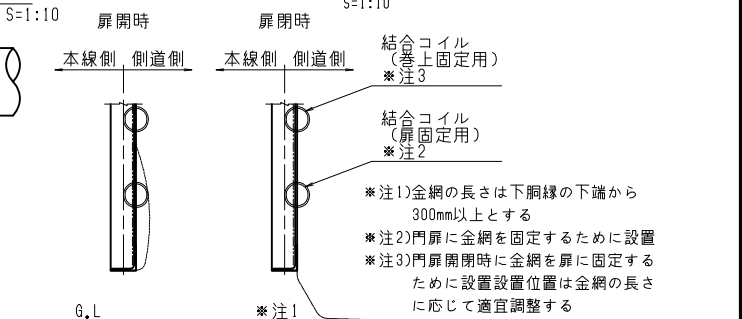 S=1:10
S=1:10
扉開時
扉閉時
本線側 側道側
本線側 側道側
結合コイル
(巻上固定用)
※注3
結合コイル
(扉固定用)
※注2
※注1)金網の長さは下胴縁の下端から
300mm以上とする
※注2)門扉に金網を固定するために設置
※注3)門扉開閉時に金網を扉に固定する
ために設置設置位置は金網の長さ
に応じて適宜調整する
G.L
※注1